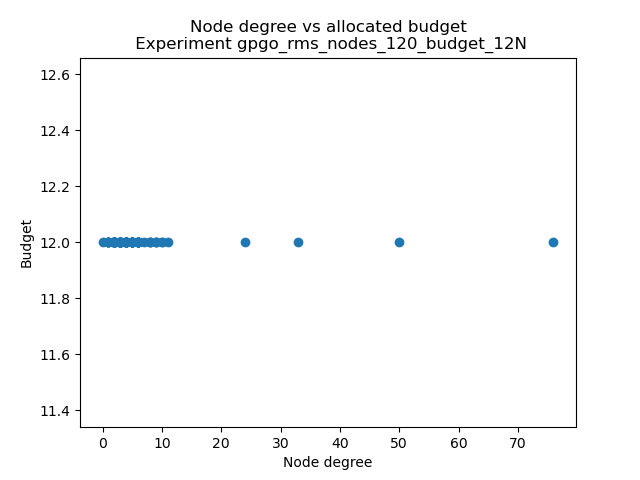 Node degree vs allocated budget
Experiment gpgo_rms_nodes_120_budget_12N
12.6
12.4
12.2
12.0
11.8
11.6
11.4
Budget
0 10 20 30 40 50 60 70
Node degree